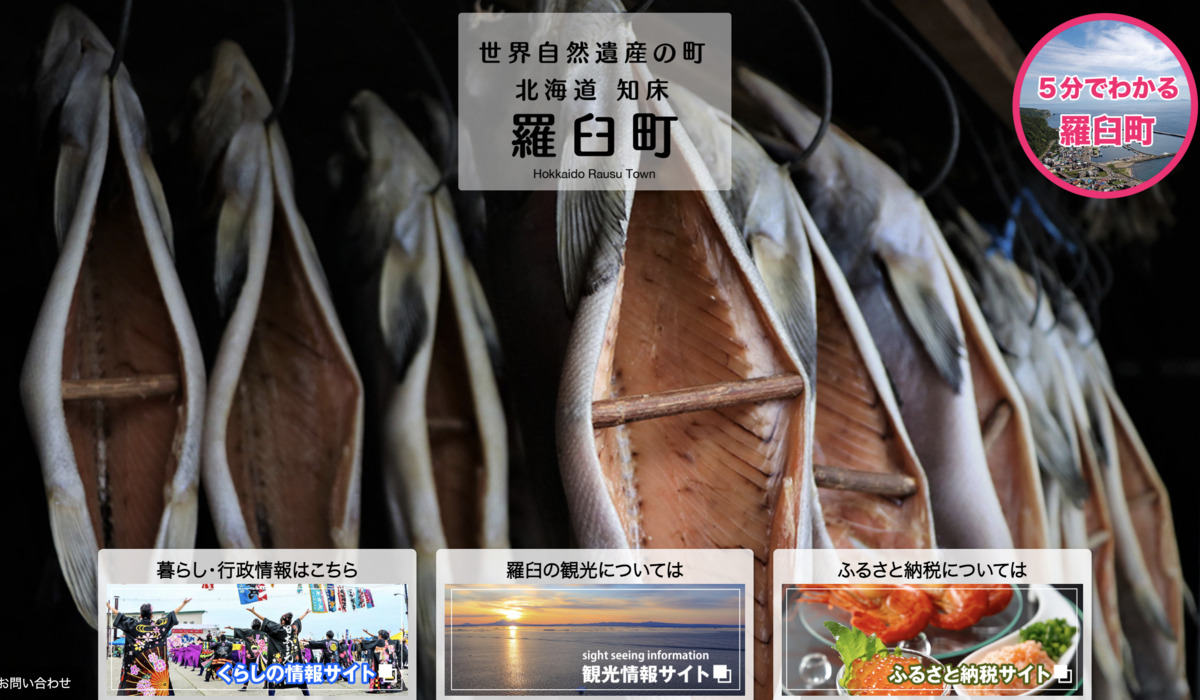 世界自然遺産の町
北海道 知床
羅臼町
Hokkaido Rausu Town
5分でわかる
羅臼町
暮らし・行政情報はこちら
くらしの情報サイト
羅臼の観光については
sight seeing information
観光情報サイト
ふるさと納税については
ふるさと納税サイト
お問い合わせ